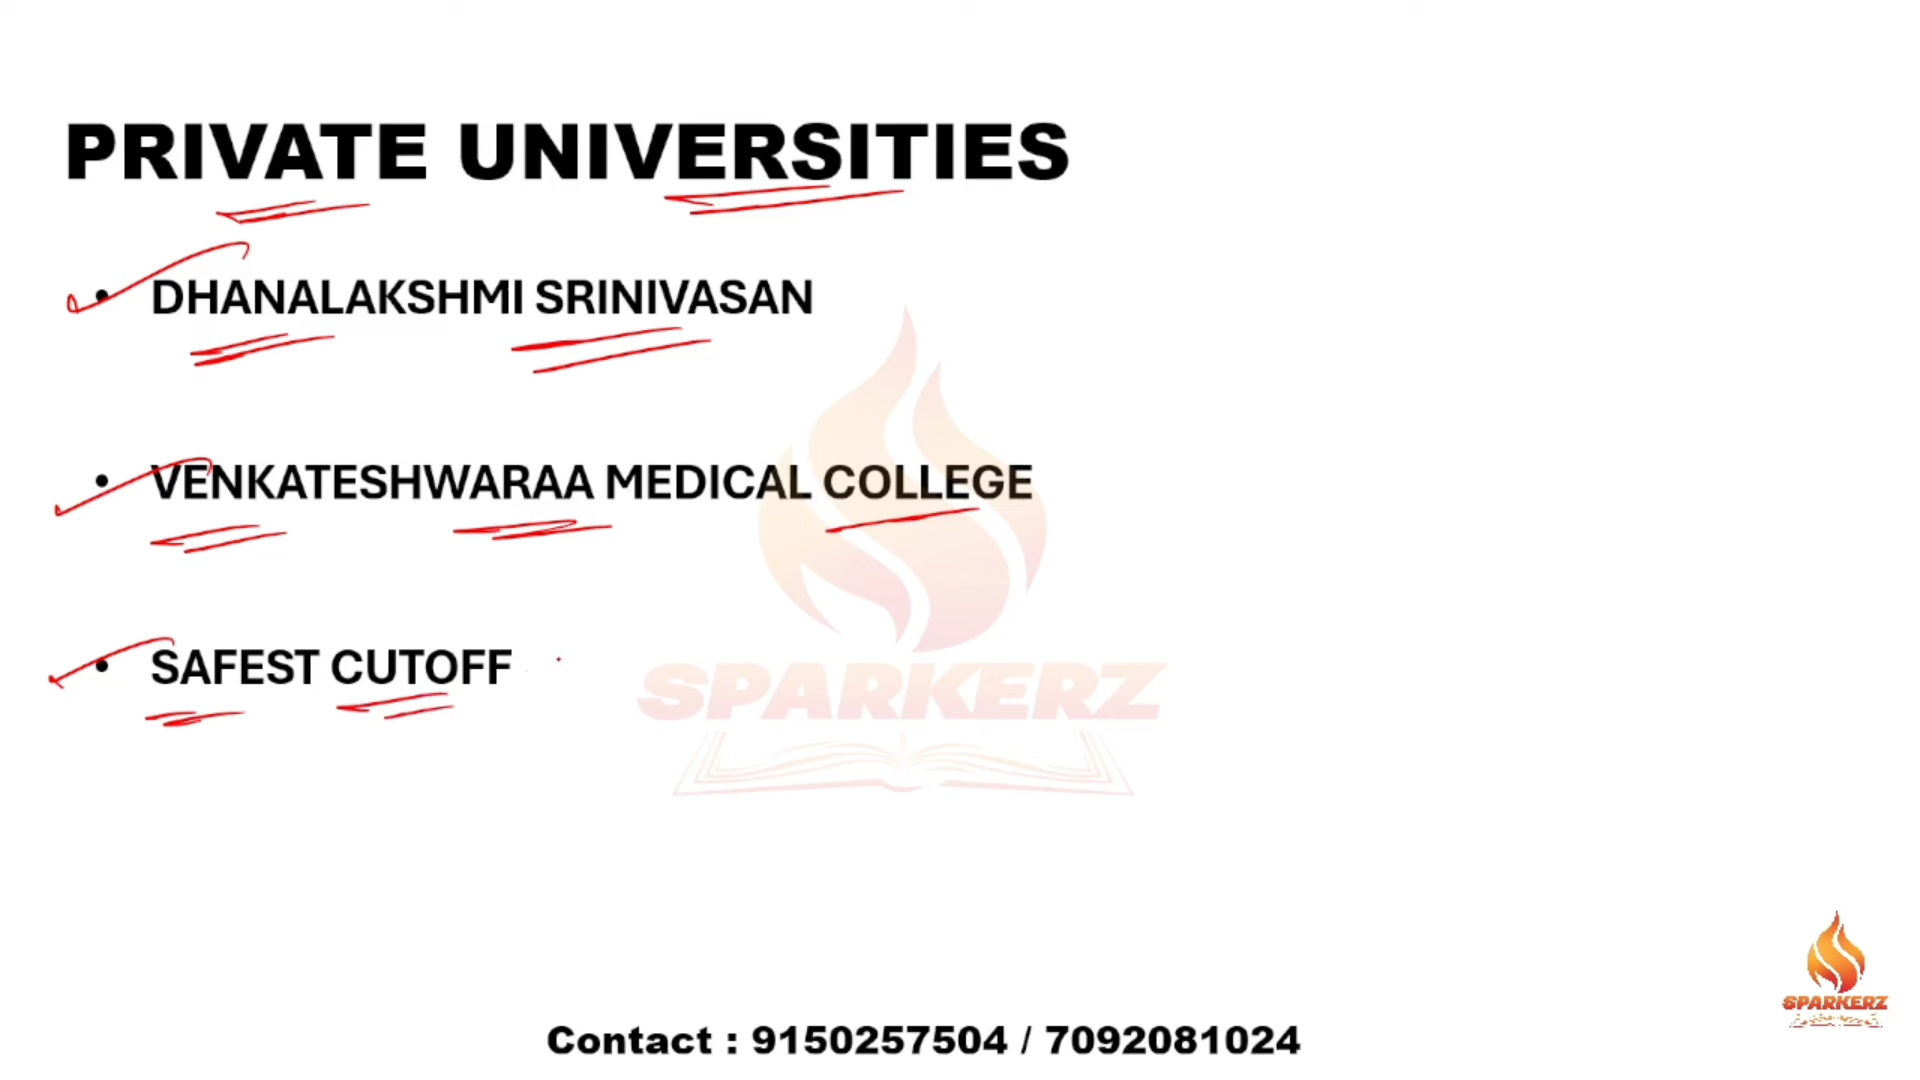 PRIVATE UNIVERSITIES
• DHANALAKSHMI SRINIVASAN
• VENKATESHWARAA MEDICAL COLLEGE
• SAFEST CUTOFF
SPARKERZ
SPARKERZ
Contact : 9150257504 / 7092081024